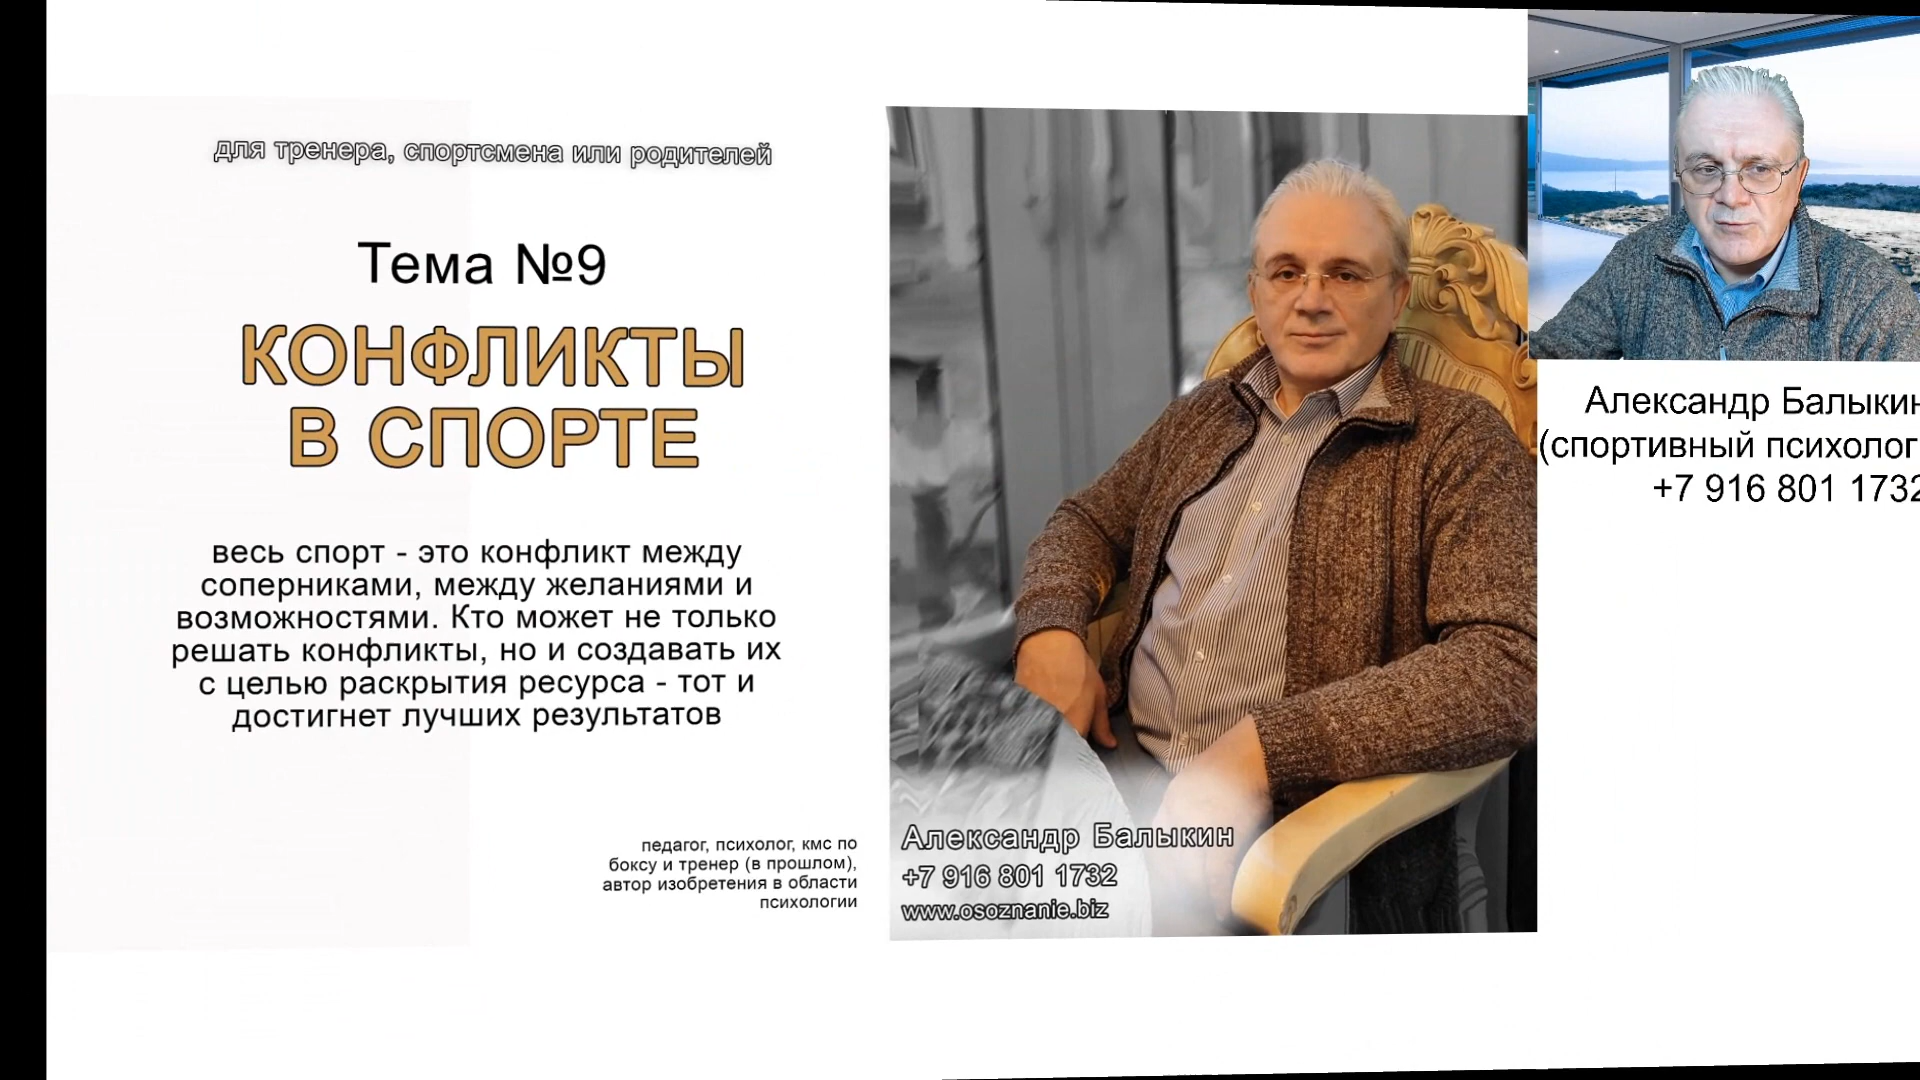 для тренера, спортсмена или родителей
Тема №9
КОНФЛИКТЫ
В СПОРТЕ
весь спорт - это конфликт между
соперниками, между желаниями и
возможностями. Кто может не только
решать конфликты, но и создавать их
с целью раскрытия ресурса - тот и
достигнет лучших результатов
педагог, психолог, кмс по
боксу и тренер (в прошлом),
автор изобретения в области
психологии
Александр Балыкин
+7 916 801 1732
www.osoznanie.biz
Александр Балыкин
(спортивный психолог
+7 916 801 1732